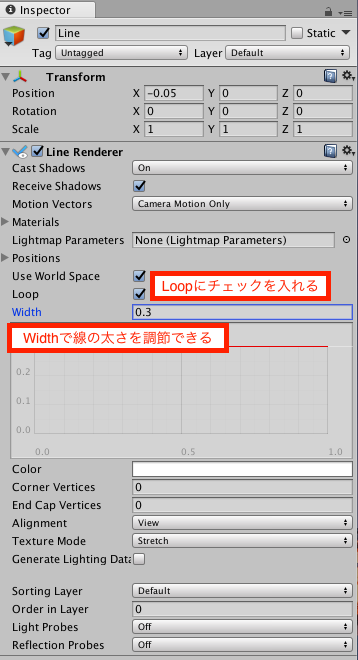 Inspector
Line
Static
Tag Untagged Layer Default
Transform
Position X -0.05 Y 0 Z 0
Rotation X 0 Y 0 Z 0
Scale X 1 Y 1 Z 1
Line Renderer
Cast Shadows On
Receive Shadows
Motion Vectors Camera Motion Only
Materials
Lightmap Parameters None (Lightmap Parameters)
Positions
Use World Space
Loop
Loopにチェックを入れる
Width 0.3
Widthで線の太さを調節できる
0.2
0.1
0.0
0.0 0.5 1.0
Color
Corner Vertices 0
End Cap Vertices 0
Alignment View
Texture Mode Stretch
Generate Lighting Data
Sorting Layer Default
Order in Layer 0
Light Probes Off
Reflection Probes Off